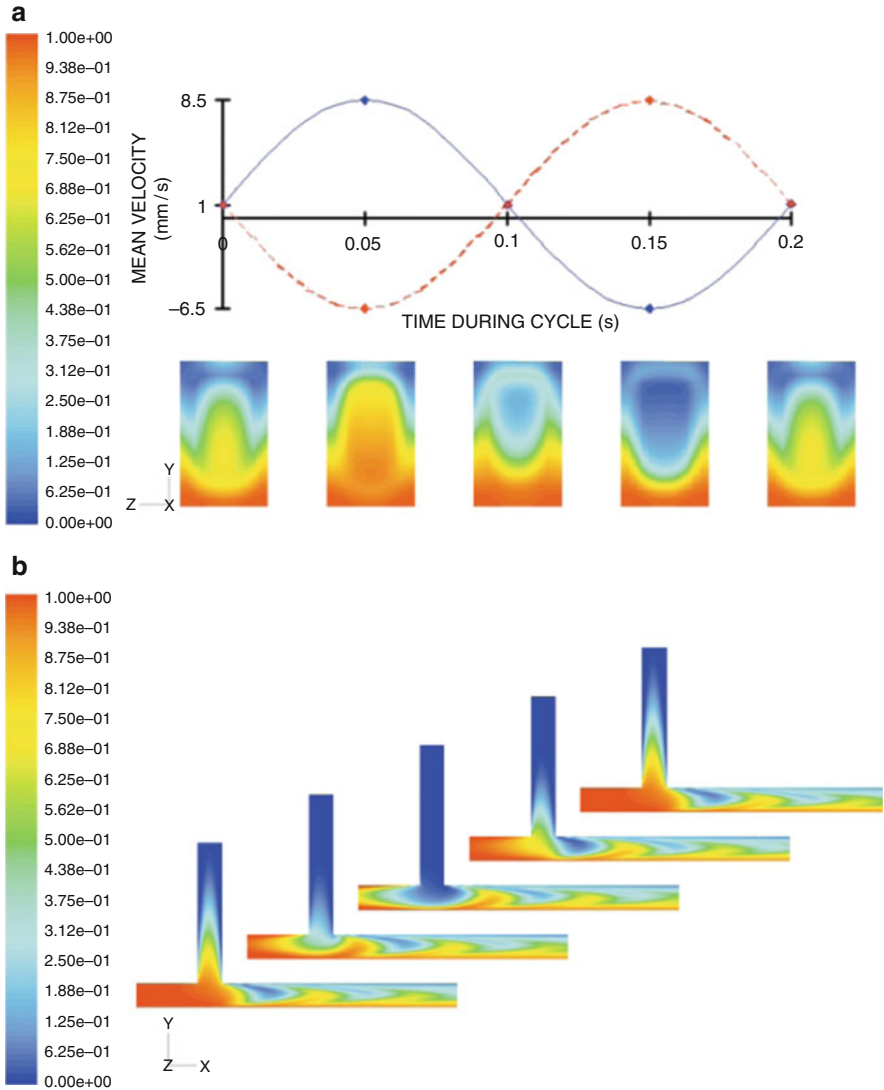 a
1.00e+00
9.38e−01
8.75e−01
8.12e−01
7.50e−01
6.88e−01
6.25e−01
5.63e−01
5.00e−01
4.38e−01
3.75e−01
3.12e−01
2.50e−01
1.88e−01
1.25e−01
6.25e−01
0.00e+00
MEAN VELOCITY
(mm/s)
8.5
1
−6.5
0
0.05
0.1
0.15
0.2
TIME DURING CYCLE (s)
Y
Z
X
b
1.00e+00
9.38e−01
8.75e−01
8.12e−01
7.50e−01
6.88e−01
6.25e−01
5.63e−01
5.00e−01
4.38e−01
3.75e−01
3.12e−01
2.50e−01
1.88e−01
1.25e−01
6.25e−01
0.00e+00
Y
Z
X